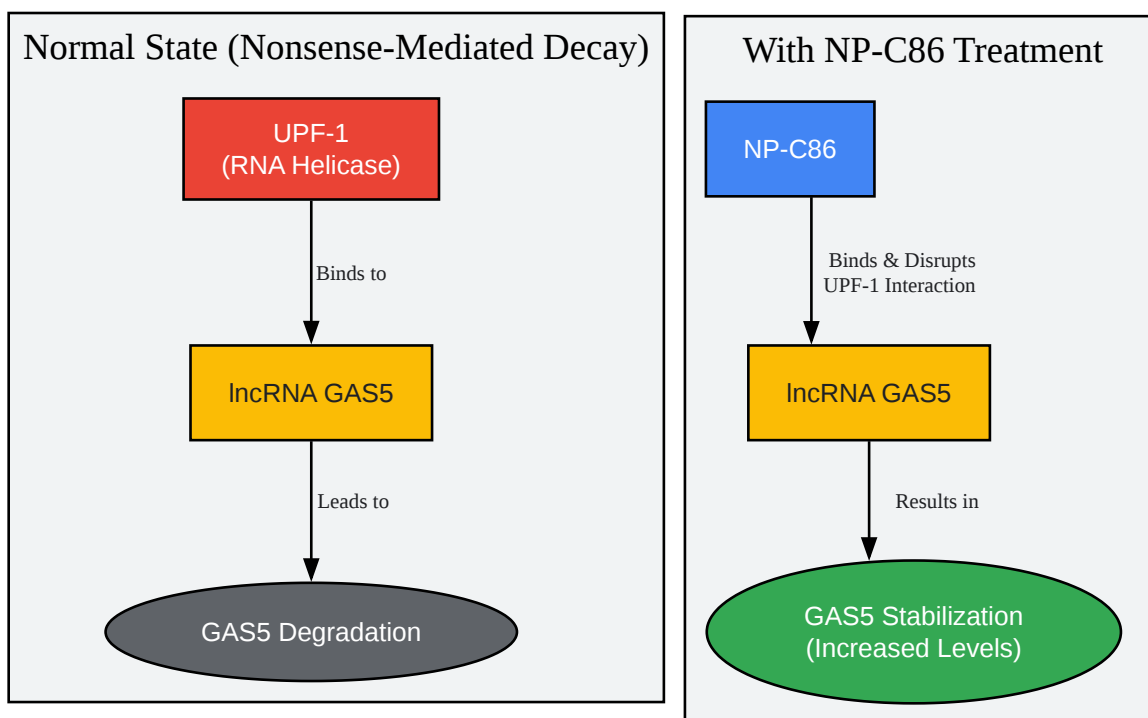 Normal State (Nonsense-Mediated Decay)
UPF-1
(RNA Helicase)
Binds to
lncRNA GAS5
Leads to
GAS5 Degradation
With NP-C86 Treatment
NP-C86
Binds & Disrupts
UPF-1 Interaction
lncRNA GAS5
Results in
GAS5 Stabilization
(Increased Levels)